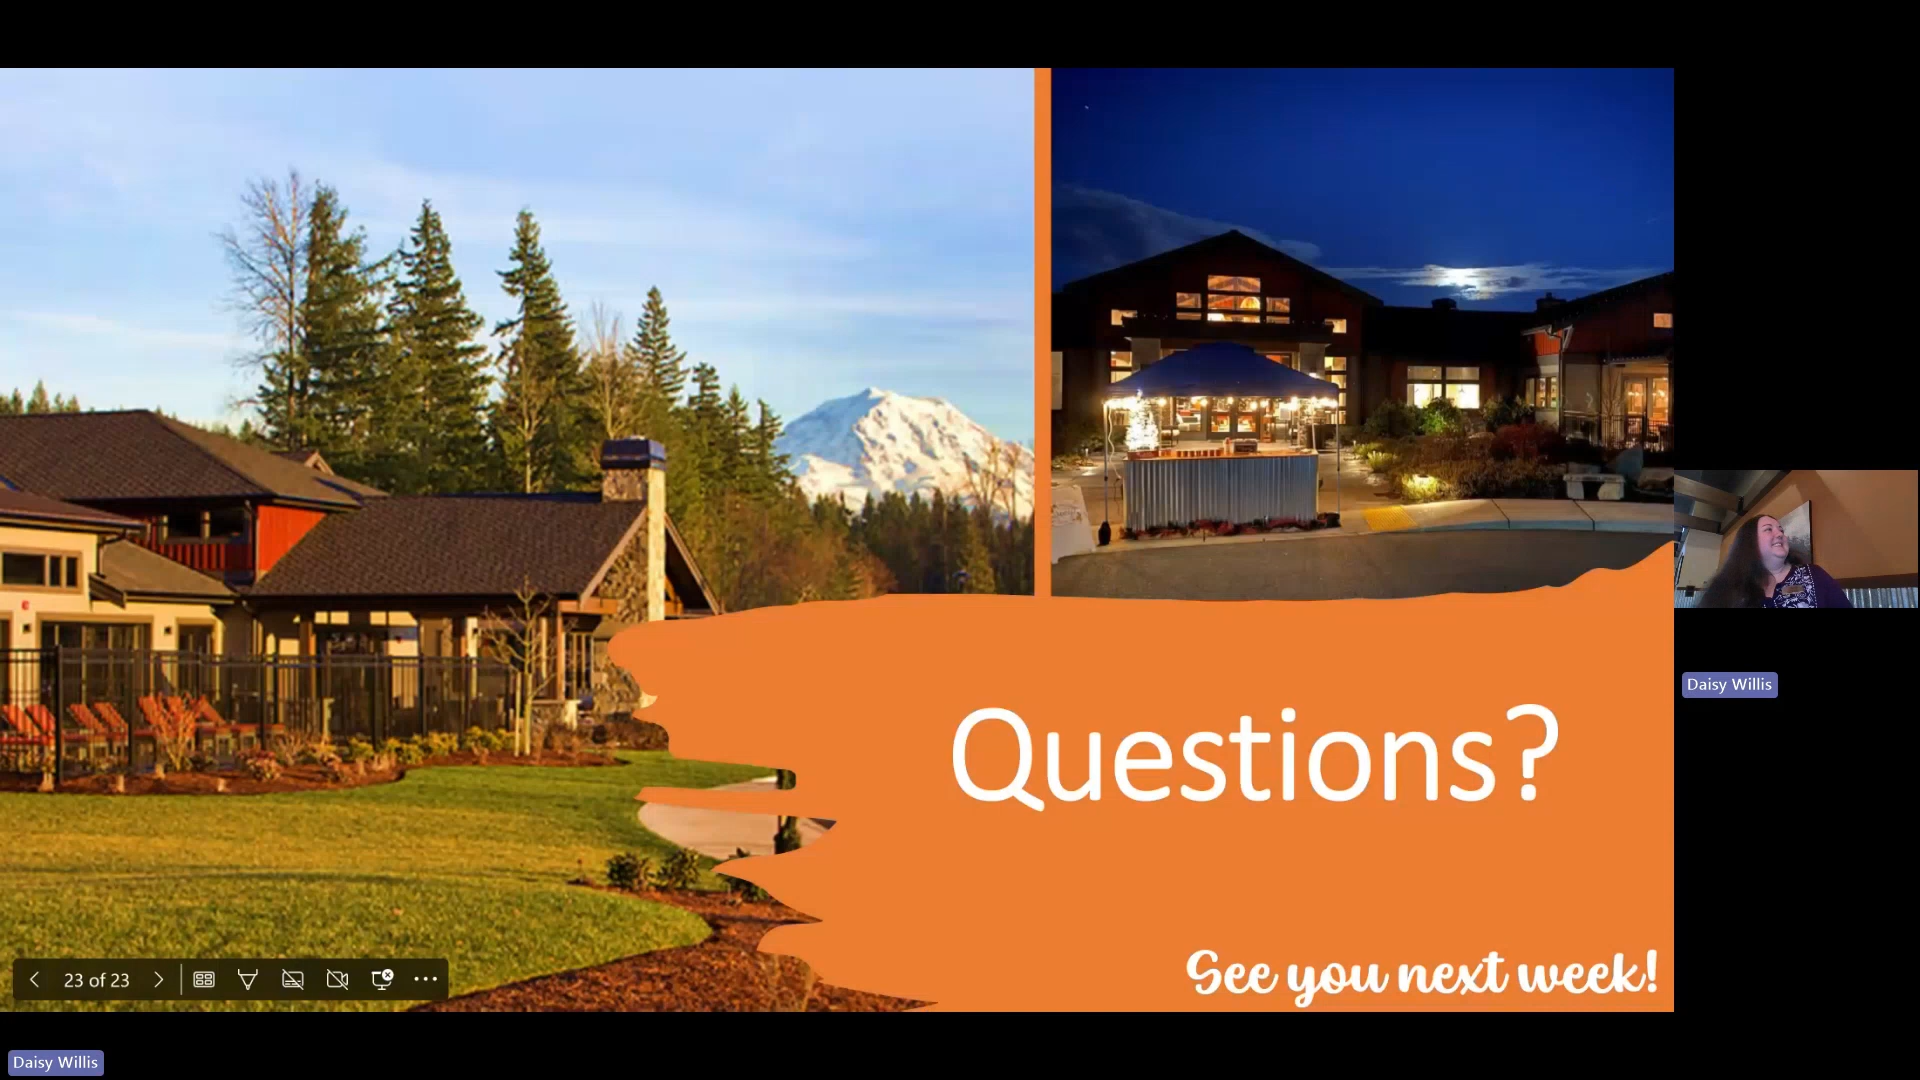 Questions?
See you next week!
23 of 23
Daisy Willis
Daisy Willis